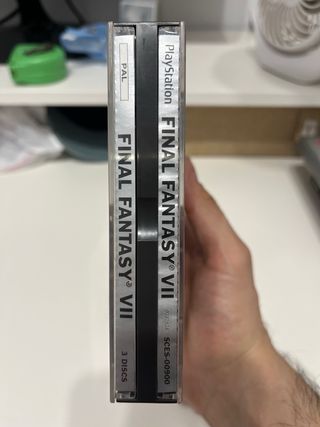 PlayStation
FINAL FANTASY® VII
SCES-00900
PAL
FINAL FANTASY® VII
3 DISCS